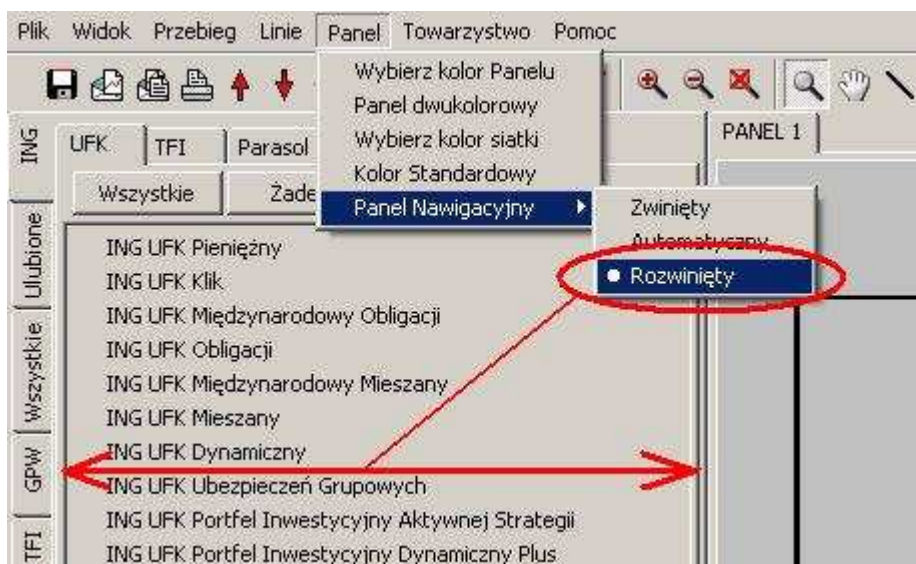 Plik Widok Przebieg Linie Panel Towarzystwo Pomoc
Wybierz kolor Panelu
Panel dwukolorowy
Wybierz kolor siatki
Kolor Standardowy
Panel Nawigacyjny
Zwinięty
Automatyczny
Rozwinięty
ING
Ulubione
Wszystkie
GPW
TFI
UFK TFI Parasol
PANEL 1
Wszystkie Żade
ING UFK Pieniężny
ING UFK Klik
ING UFK Międzynarodowy Obligacji
ING UFK Obligacji
ING UFK Międzynarodowy Mieszany
ING UFK Mieszany
ING UFK Dynamiczny
ING UFK Ubezpieczeń Grupowych
ING UFK Portfel Inwestycyjny Aktywnej Strategii
ING UFK Portfel Inwestycyjny Dynamiczny Plus